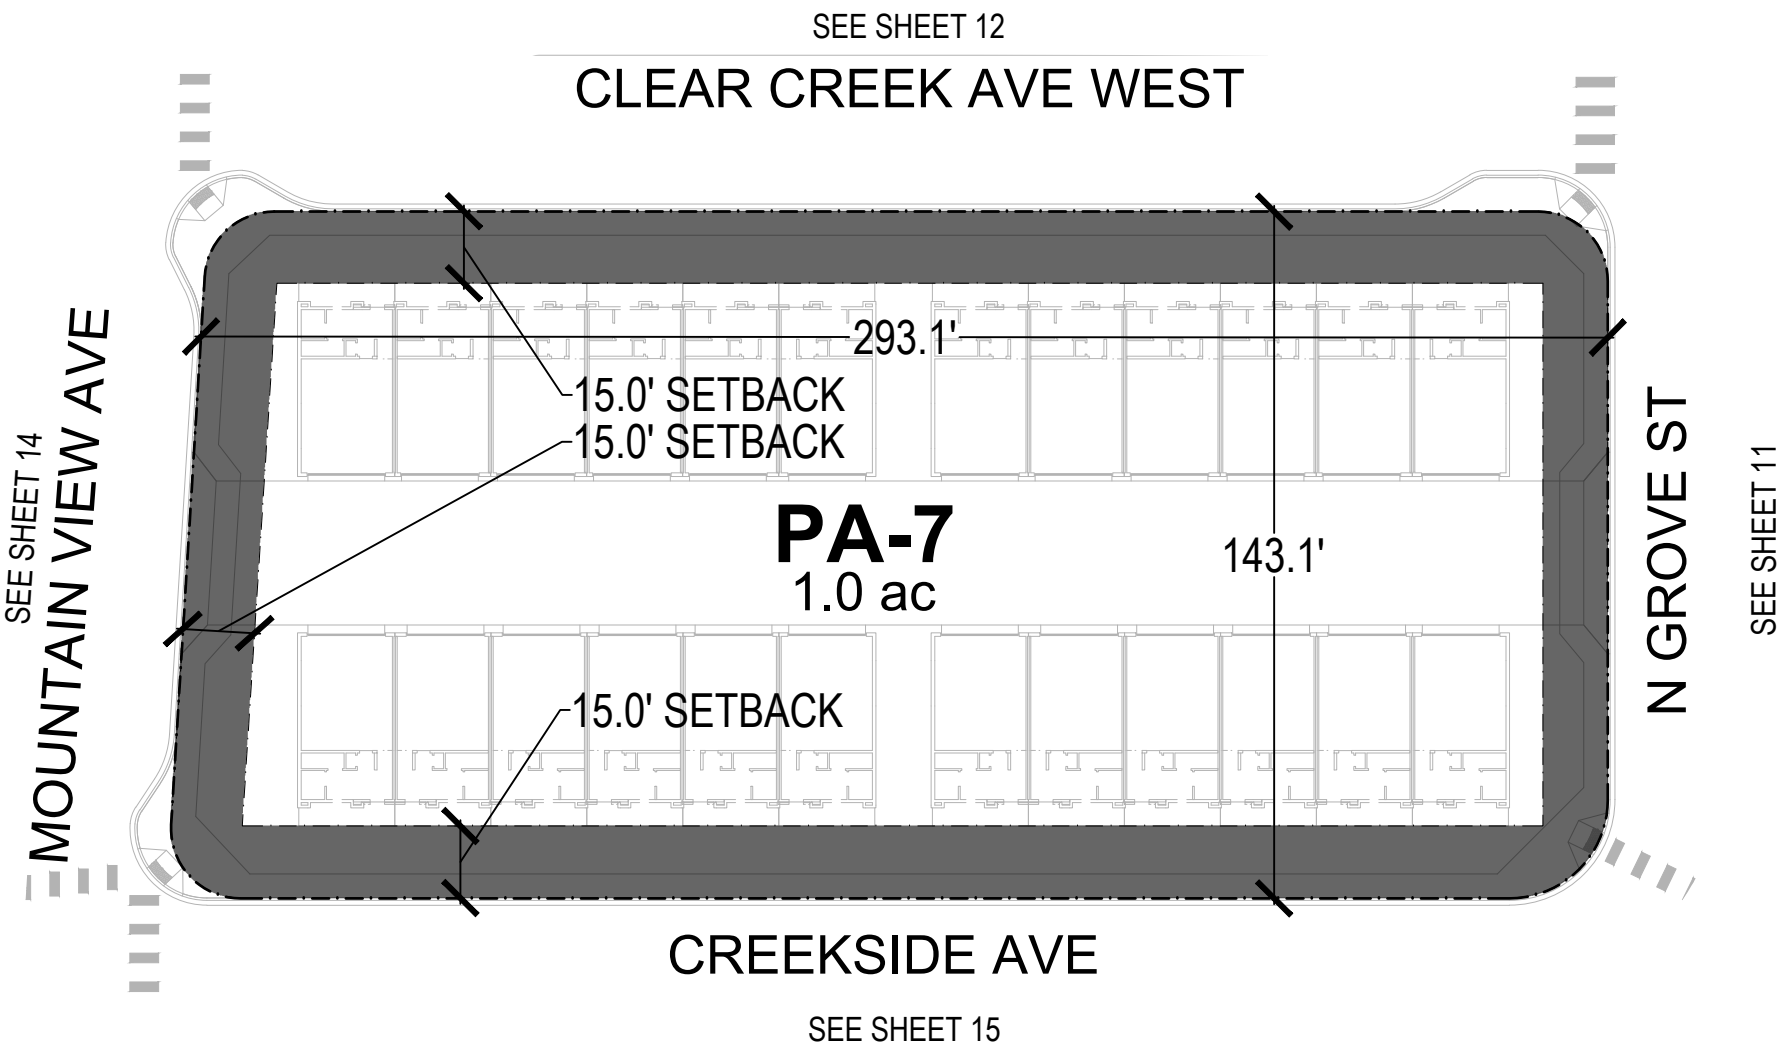 SEE SHEET 12
CLEAR CREEK AVE WEST
293.1'
15.0' SETBACK
15.0' SETBACK
SEE SHEET 14
MOUNTAIN VIEW AVE
PA-7
1.0 ac
143.1'
N GROVE ST
SEE SHEET 11
15.0' SETBACK
CREEKSIDE AVE
SEE SHEET 15